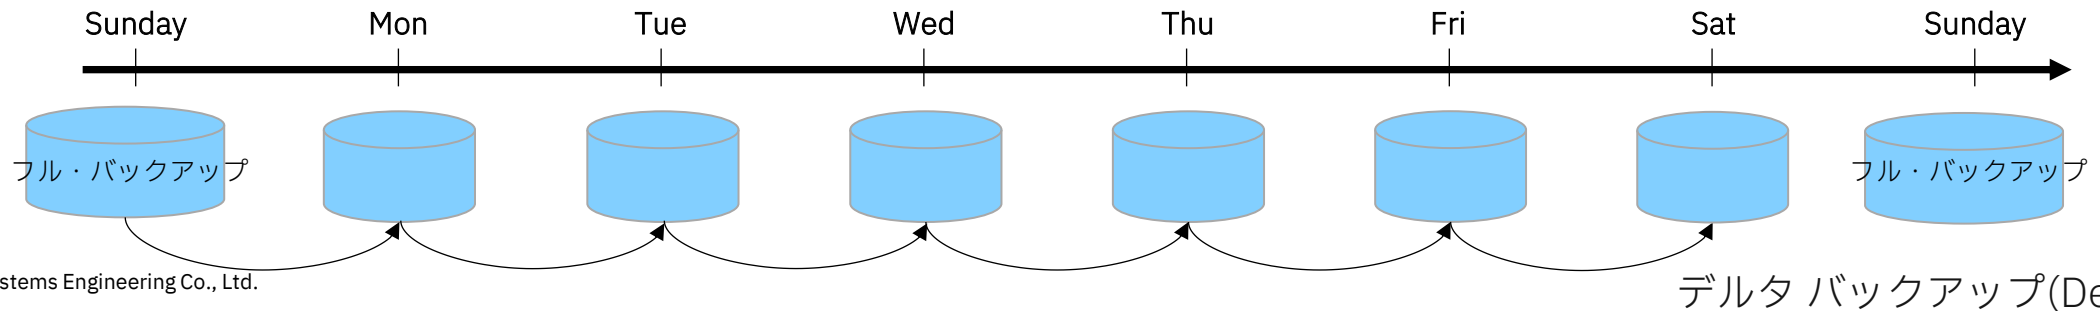 Sunday Mon Tue Wed Thu Fri Sat Sunday
フル・バックアップ フル・バックアップ
stems Engineering Co., Ltd.
デルタ バックアップ(De